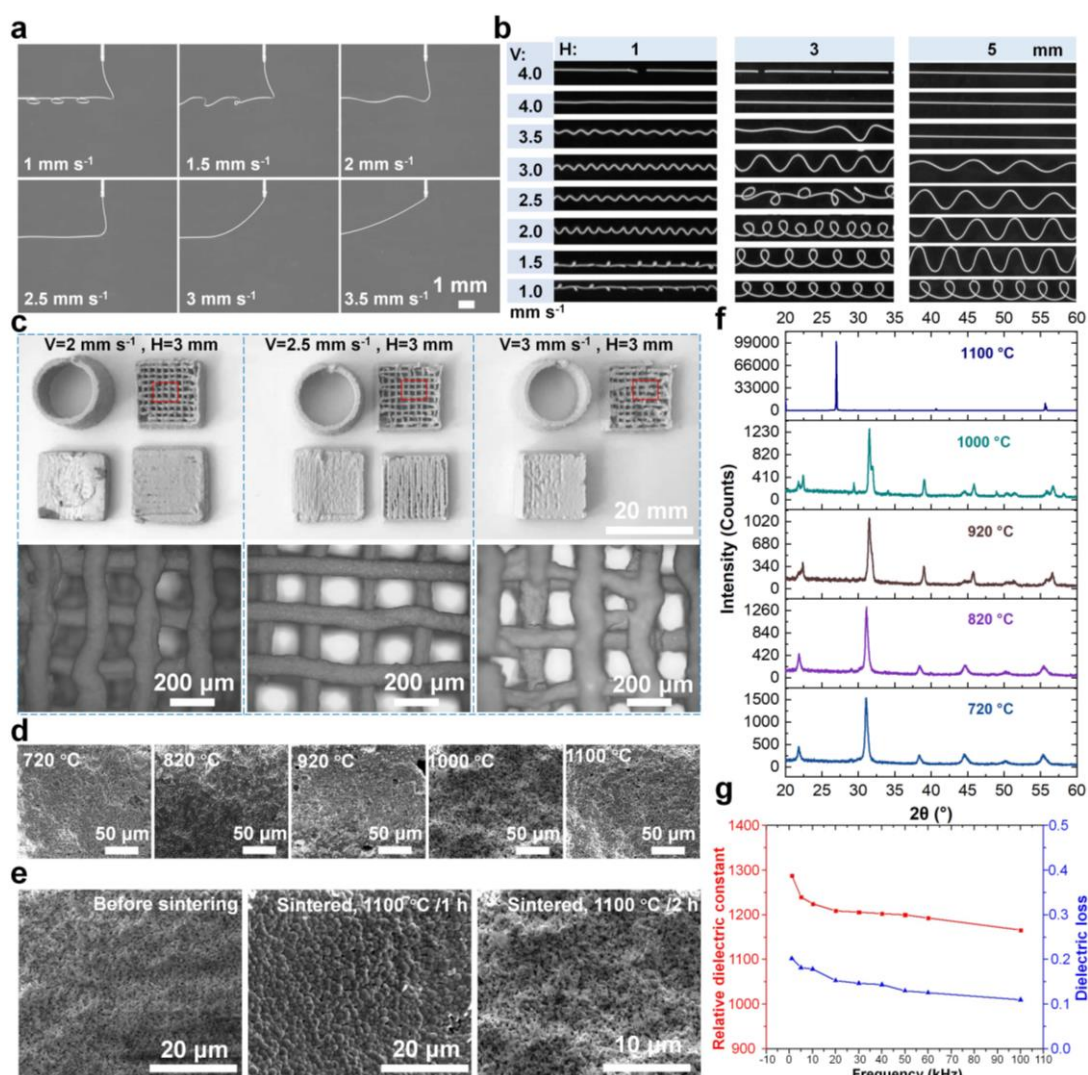 a
1 mm s⁻¹
1.5 mm s⁻¹
2 mm s⁻¹
2.5 mm s⁻¹
3 mm s⁻¹
3.5 mm s⁻¹
1 mm
b
V: H: 1 3 5 mm
4.0
4.0
3.5
3.0
2.5
2.0
1.5
1.0
mm s⁻¹
c
V=2 mm s⁻¹ , H=3 mm
V=2.5 mm s⁻¹ , H=3 mm
V=3 mm s⁻¹ , H=3 mm
20 mm
200 µm
200 µm
200 µm
d
720 °C
820 °C
920 °C
1000 °C
1100 °C
50 µm
50 µm
50 µm
50 µm
50 µm
e
Before sintering
Sintered, 1100 °C /1 h
Sintered, 1100 °C /2 h
20 µm
20 µm
10 µm
f
20 25 30 35 40 45 50 55 60
99000
66000
33000
0
1100 °C
1230
820
410
0
1000 °C
1020
680
340
0
920 °C
1260
840
420
0
820 °C
1500
1000
500
0
720 °C
Intensity (Counts)
20 25 30 35 40 45 50 55 60
2θ (°)
g
1400
1300
1200
1100
1000
900
Relative dielectric constant
0.5
0.4
0.3
0.2
0.1
0.0
Dielectric loss
-10 0 10 20 30 40 50 60 70 80 90 100 110
Frequency (kHz)